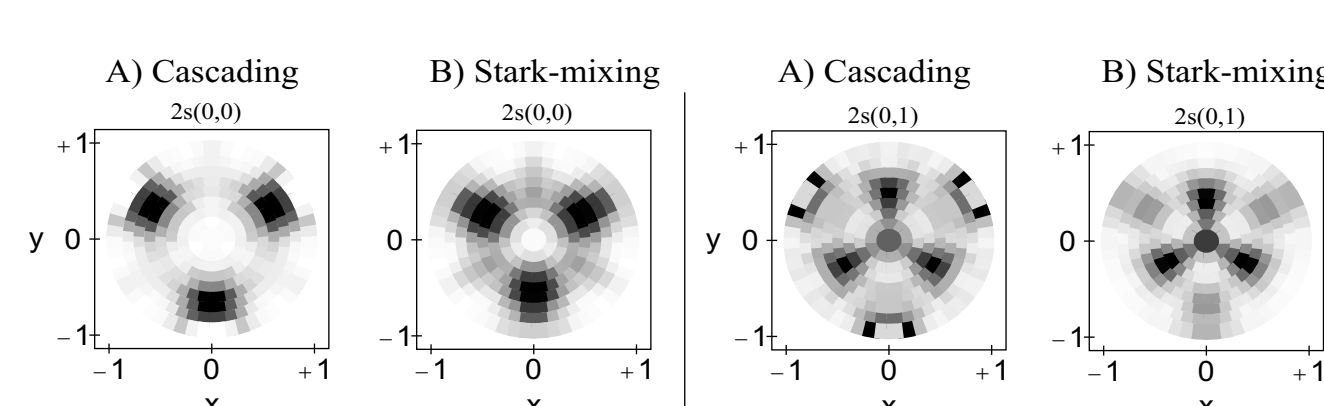 A) Cascading B) Stark-mixing A) Cascading B) Stark-mixing
2s(0,0) 2s(0,0) 2s(0,1) 2s(0,1)
+1 +1 +1 +1
y 0 0 y 0 0
−1 −1 −1 −1
−1 0 +1 −1 0 +1 −1 0 +1 −1 0 +1
x x x x